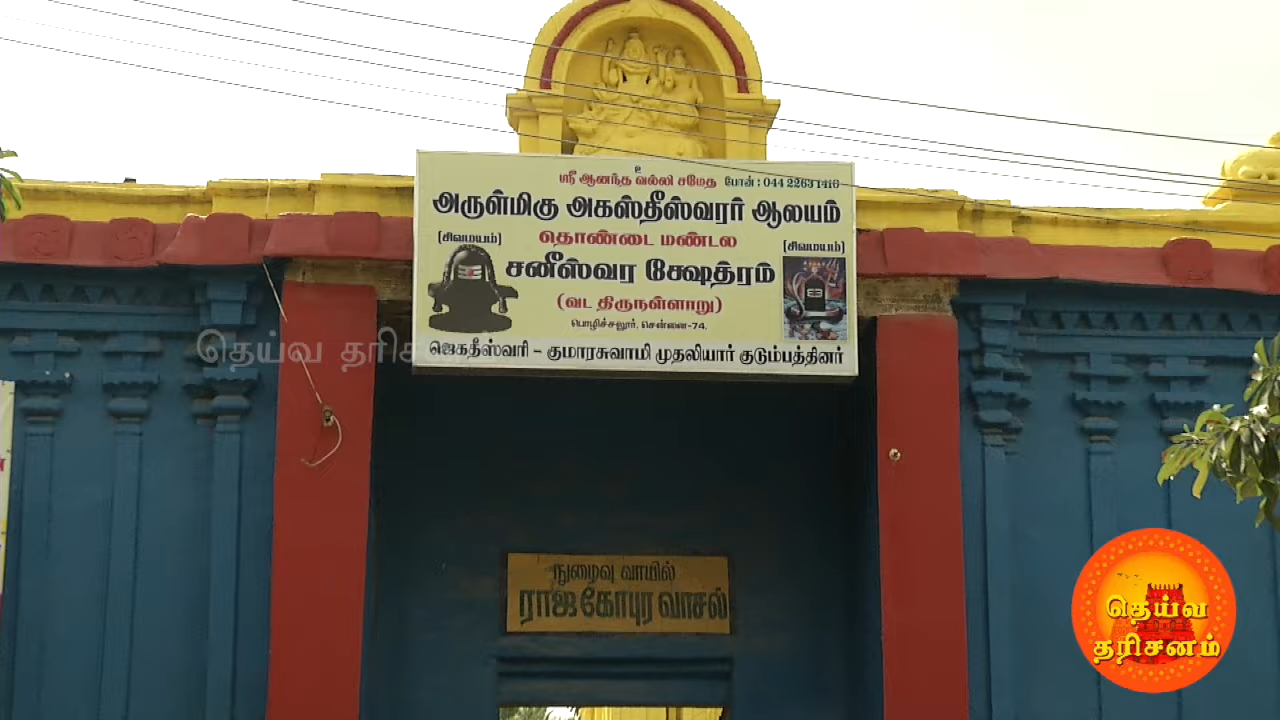 உ
ஸ்ரீ ஆனந்த வல்லி சமேத போன் : 044 22631410
அருள்மிகு அகஸ்தீஸ்வரர் ஆலயம்
(சிவமயம்) தொண்டை மண்டல (சிவமயம்)
சனீஸ்வர க்ஷேத்ரம்
(வட திருநள்ளாறு)
பொழிச்சலூர், சென்னை-74.
ஜெகதீஸ்வரி - குமாரசுவாமி முதலியார் குடும்பத்தினர்
தெய்வ தரிசனம்
நுழைவு வாயில்
ராஜ கோபுர வாசல்
தெய்வ
தரிசனம்